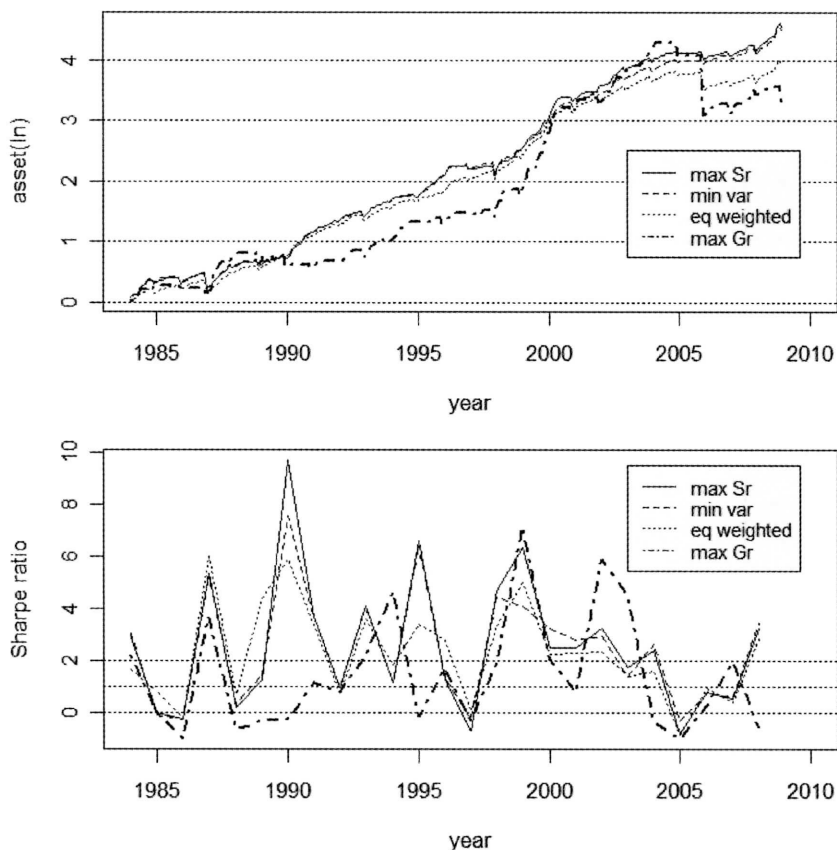 asset(ln)
4
3
2
1
0
max Sr
min var
eq weighted
max Gr
1985 1990 1995 2000 2005 2010
year
Sharpe ratio
10
8
6
4
2
0
max Sr
min var
eq weighted
max Gr
1985 1990 1995 2000 2005 2010
year